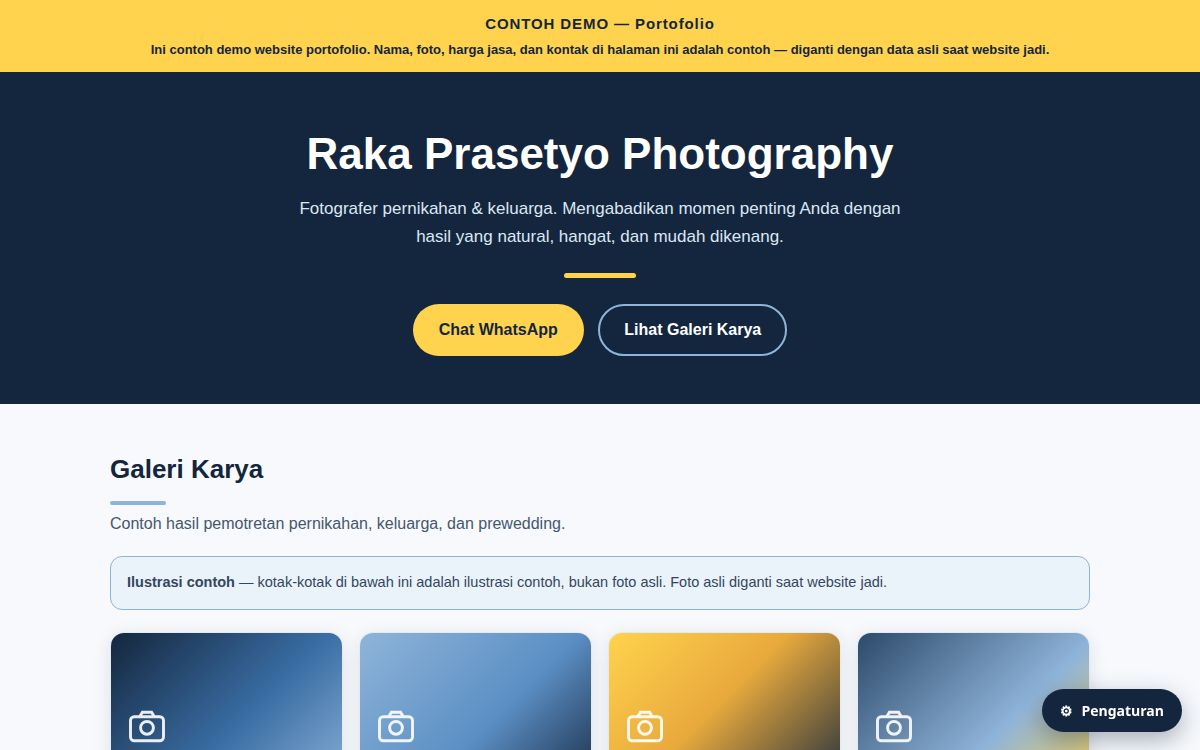 CONTOH DEMO — Portofolio
Ini contoh demo website portofolio. Nama, foto, harga jasa, dan kontak di halaman ini adalah contoh — diganti dengan data asli saat website jadi.
Raka Prasetyo Photography
Fotografer pernikahan & keluarga. Mengabadikan momen penting Anda dengan
hasil yang natural, hangat, dan mudah dikenang.
Chat WhatsApp
Lihat Galeri Karya
Galeri Karya
Contoh hasil pemotretan pernikahan, keluarga, dan prewedding.
Ilustrasi contoh — kotak-kotak di bawah ini adalah ilustrasi contoh, bukan foto asli. Foto asli diganti saat website jadi.
⚙ Pengaturan